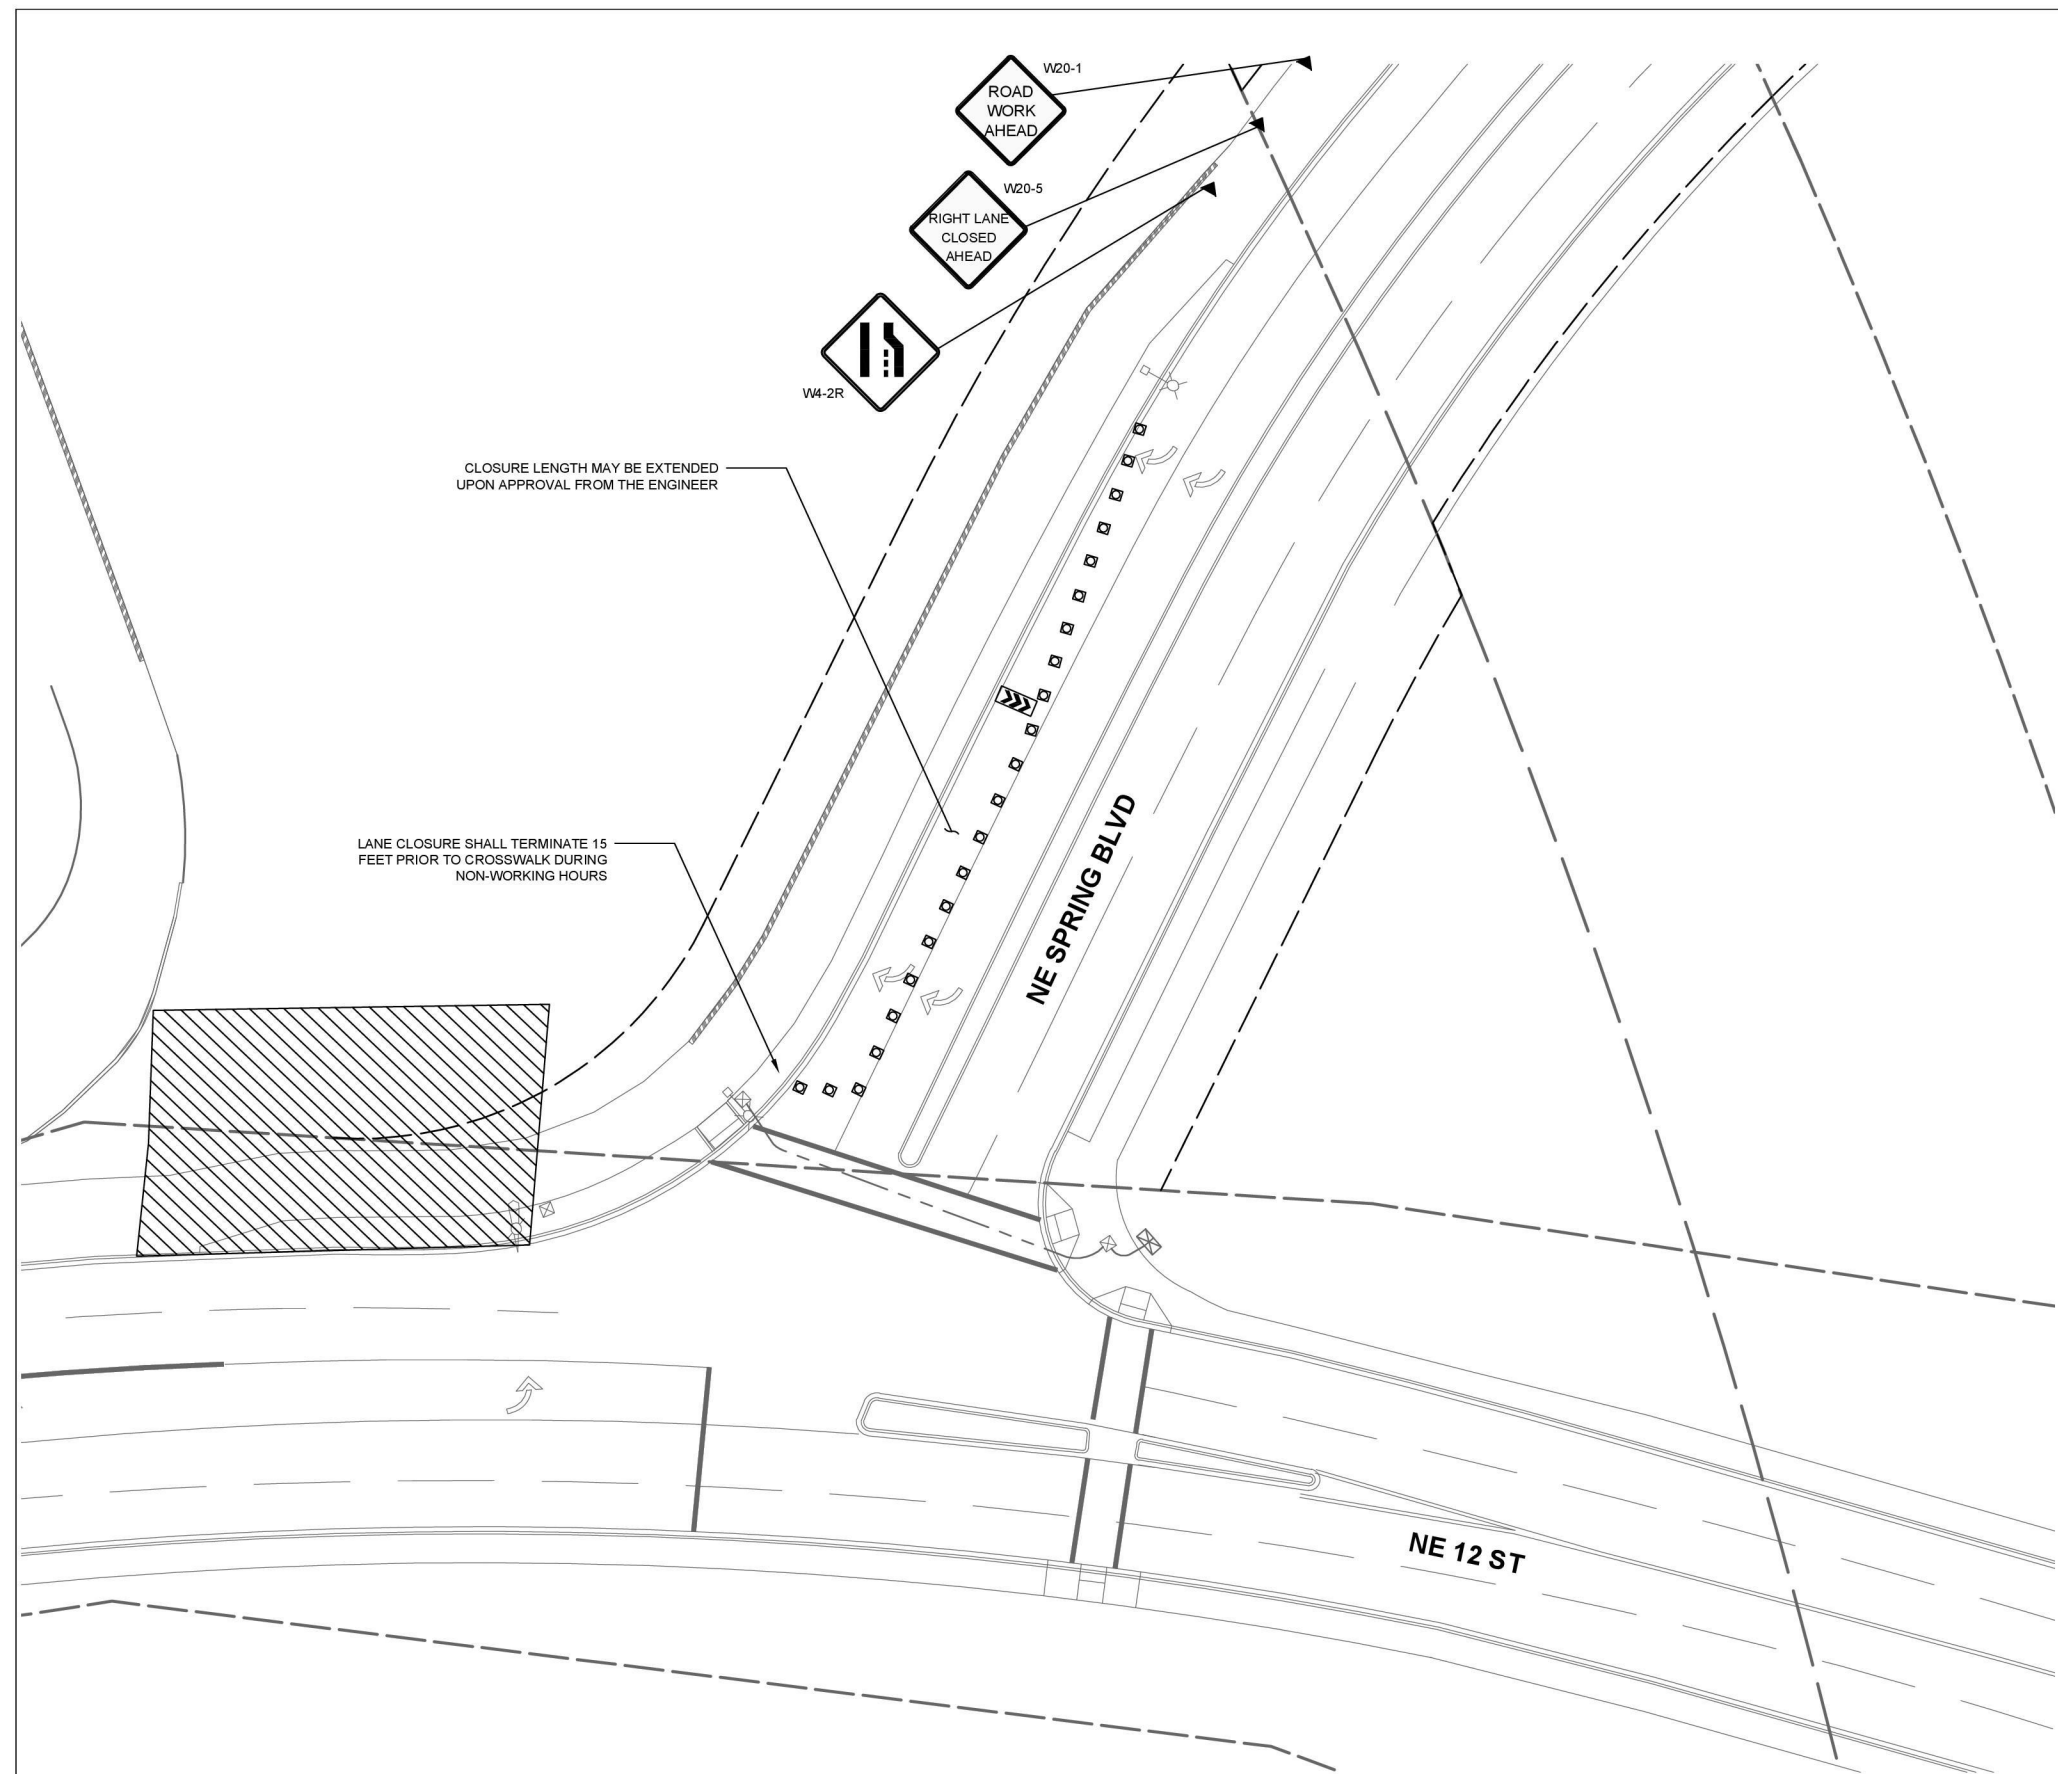 W20-1
ROAD
WORK
AHEAD
W20-5
RIGHT LANE
CLOSED
AHEAD
W4-2R
CLOSURE LENGTH MAY BE EXTENDED
UPON APPROVAL FROM THE ENGINEER
LANE CLOSURE SHALL TERMINATE 15
FEET PRIOR TO CROSSWALK DURING
NON-WORKING HOURS
NE SPRING BLVD
NE 12 ST